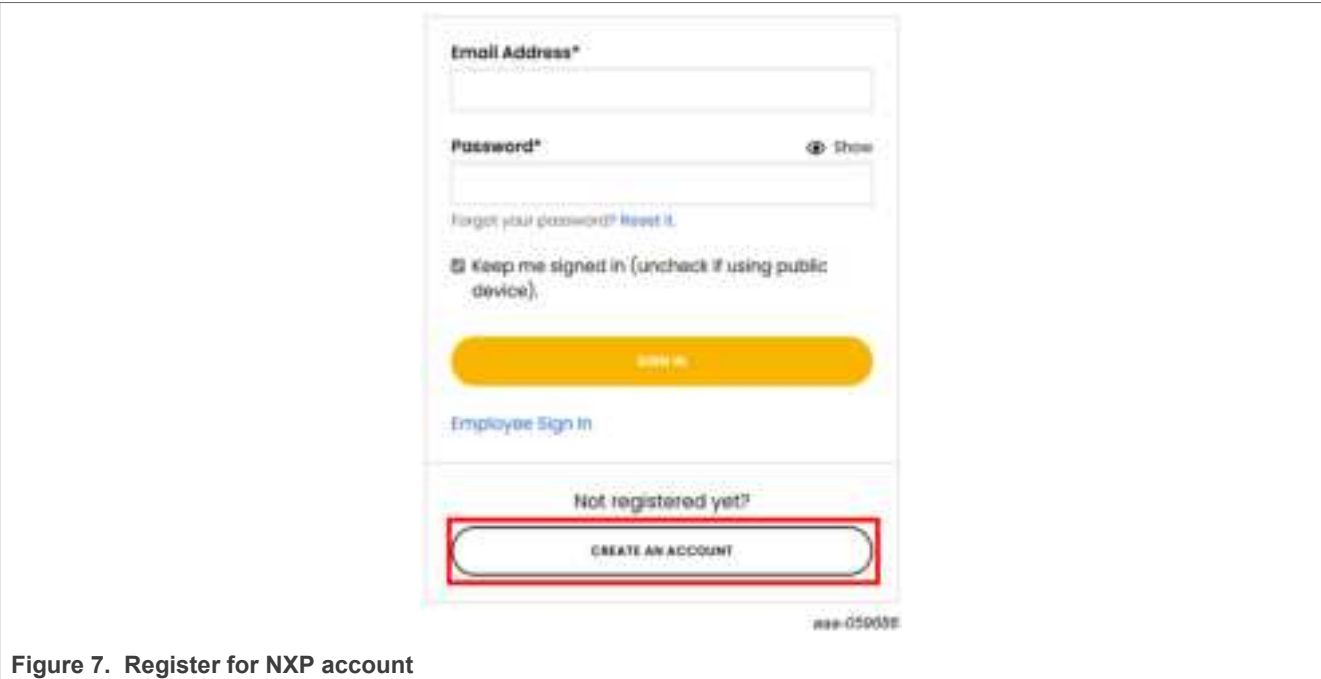 Email Address*
Password*
Show
Forgot your password? Reset it.
Keep me signed in (uncheck if using public
device).
SIGN IN
Employee Sign In
Not registered yet?
CREATE AN ACCOUNT
aaa-059686
Figure 7. Register for NXP account